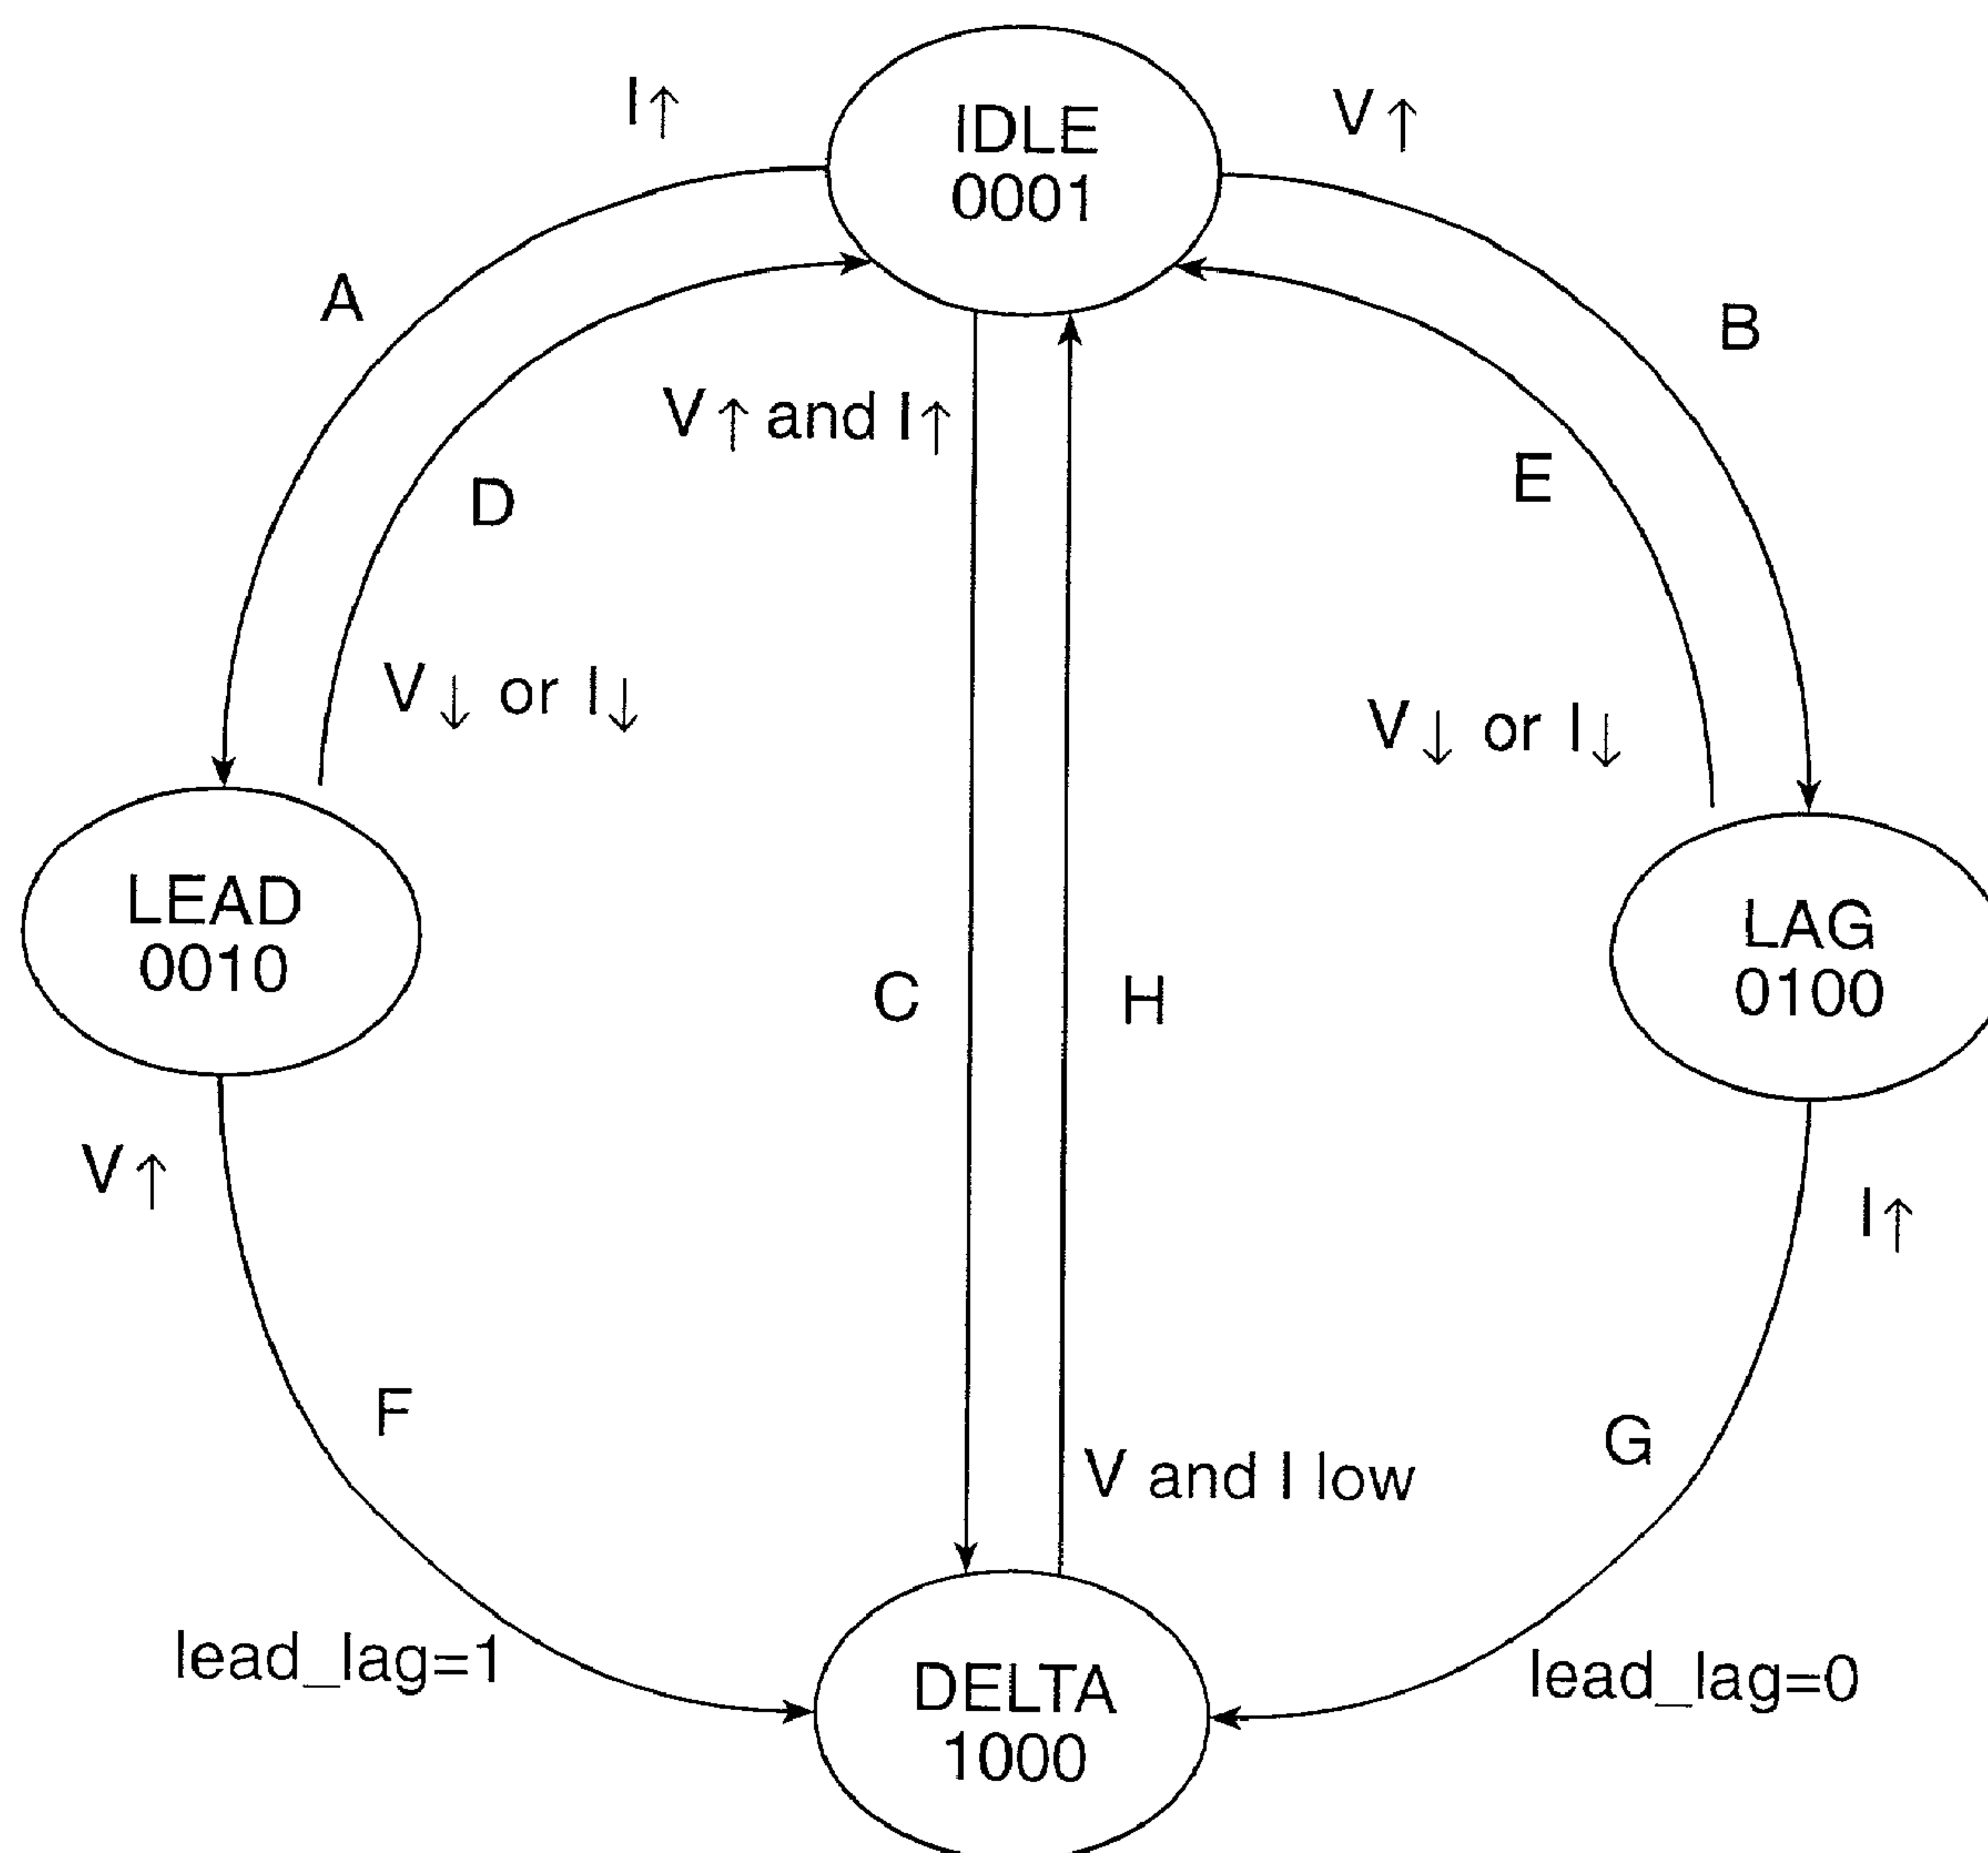 I↑
IDLE
0001
V↑
A
B
V↑ and I↑
D
E
V↓ or I↓
V↓ or I↓
LEAD
0010
LAG
0100
C
H
V↑
I↑
F
G
V and I low
lead_lag=1
lead_lag=0
DELTA
1000